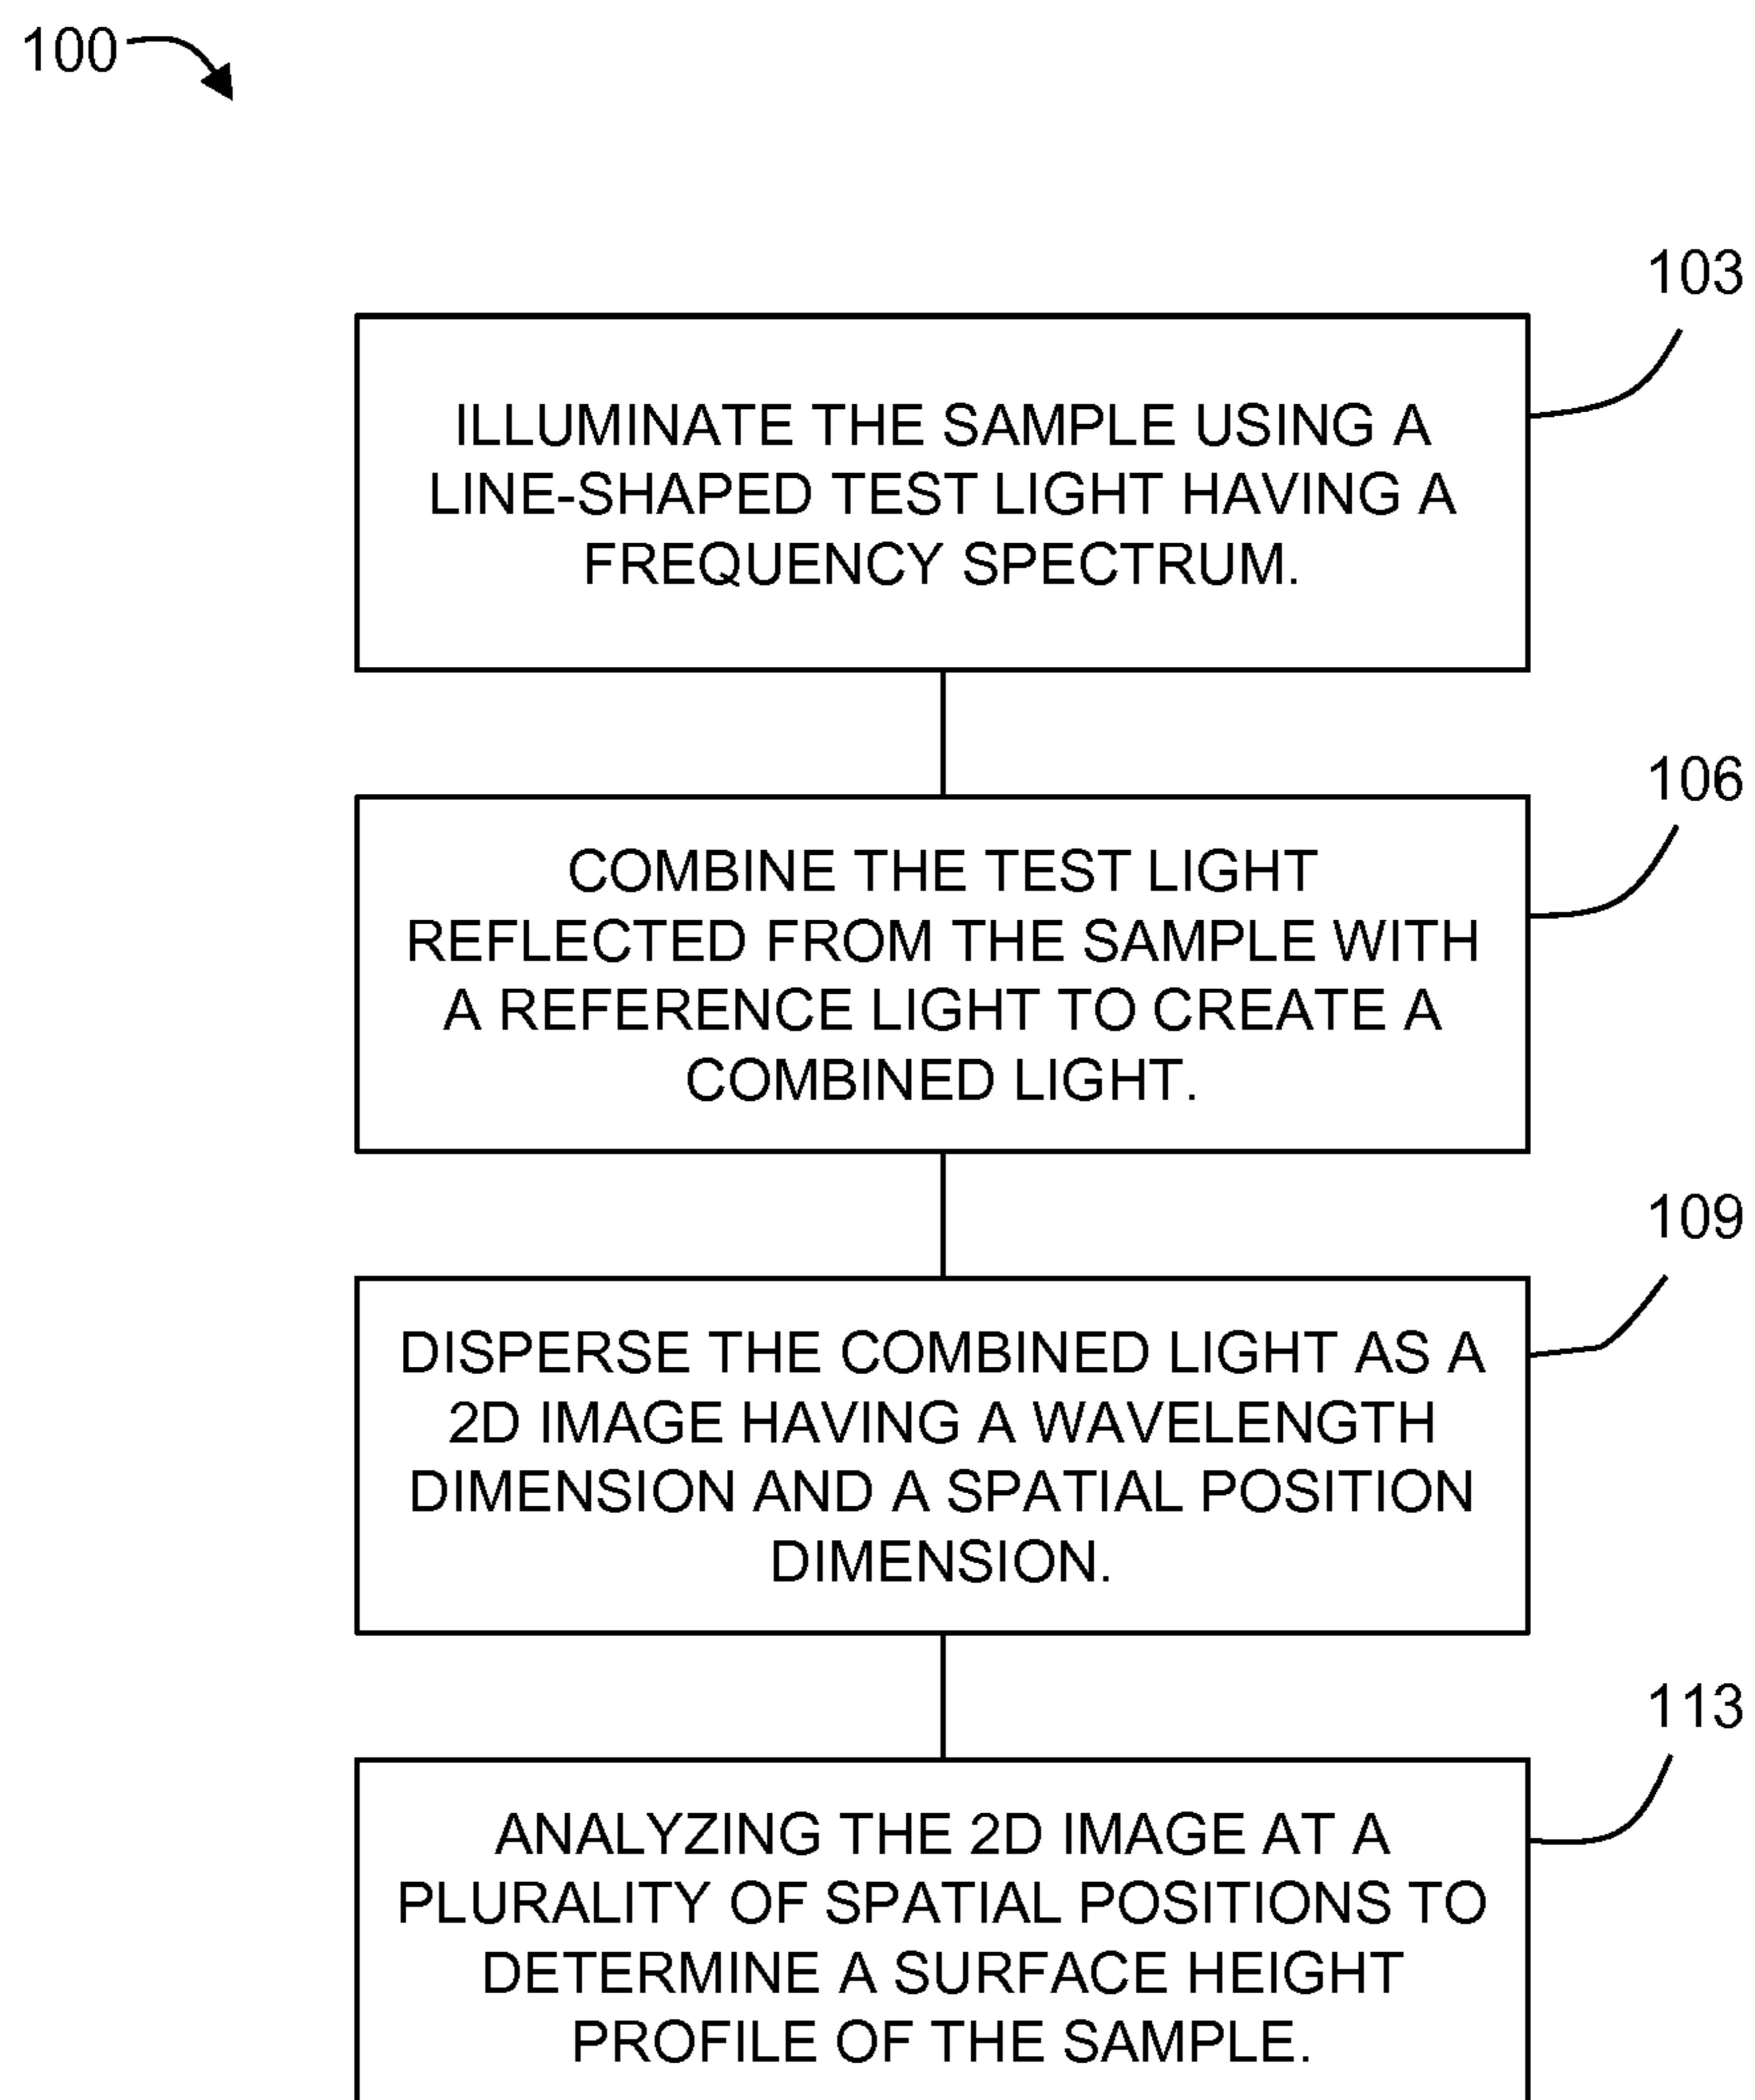 100
103
ILLUMINATE THE SAMPLE USING A
LINE-SHAPED TEST LIGHT HAVING A
FREQUENCY SPECTRUM.
106
COMBINE THE TEST LIGHT
REFLECTED FROM THE SAMPLE WITH
A REFERENCE LIGHT TO CREATE A
COMBINED LIGHT.
109
DISPERSE THE COMBINED LIGHT AS A
2D IMAGE HAVING A WAVELENGTH
DIMENSION AND A SPATIAL POSITION
DIMENSION.
113
ANALYZING THE 2D IMAGE AT A
PLURALITY OF SPATIAL POSITIONS TO
DETERMINE A SURFACE HEIGHT
PROFILE OF THE SAMPLE.